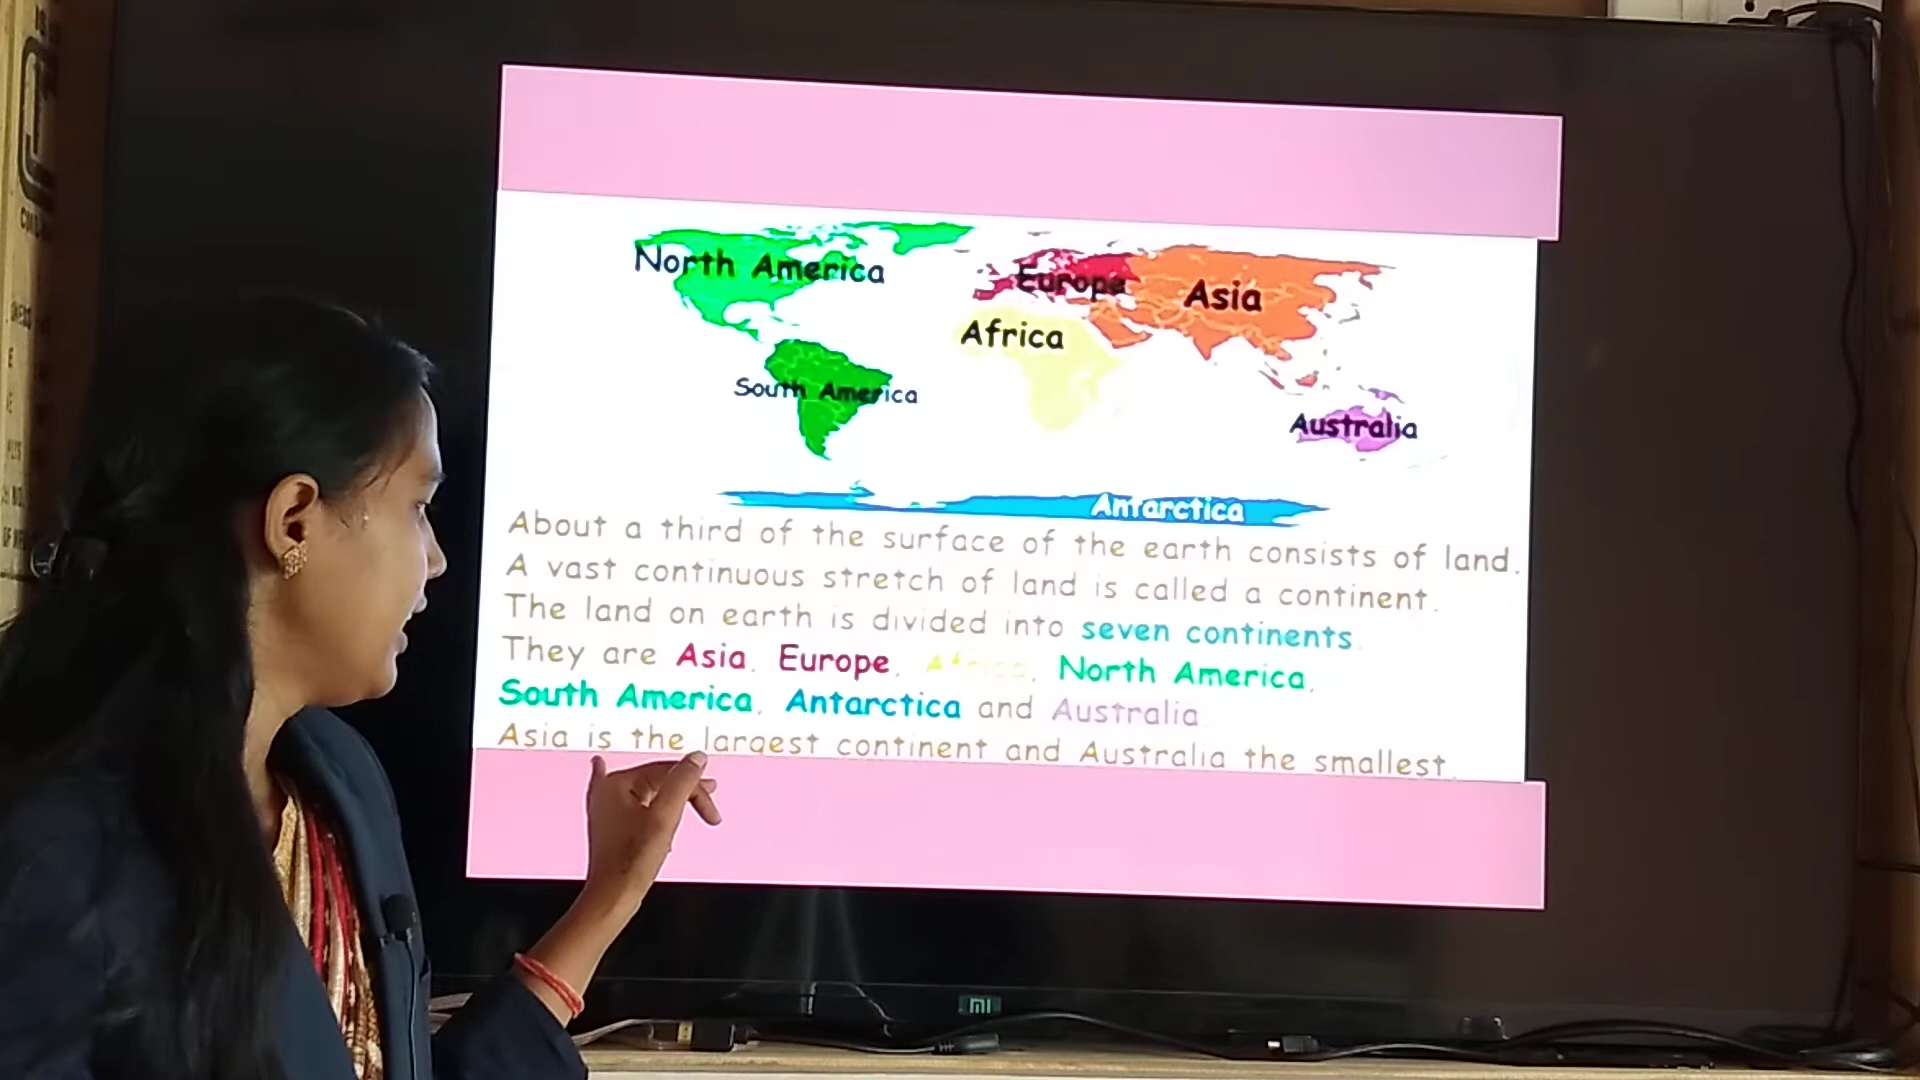 North America
Europe
Asia
Africa
South America
Australia
Antarctica
About a third of the surface of the earth consists of land.
A vast continuous stretch of land is called a continent.
The land on earth is divided into seven continents.
They are Asia, Europe, Africa, North America,
South America, Antarctica and Australia
Asia is the largest continent and Australia the smallest.
mi